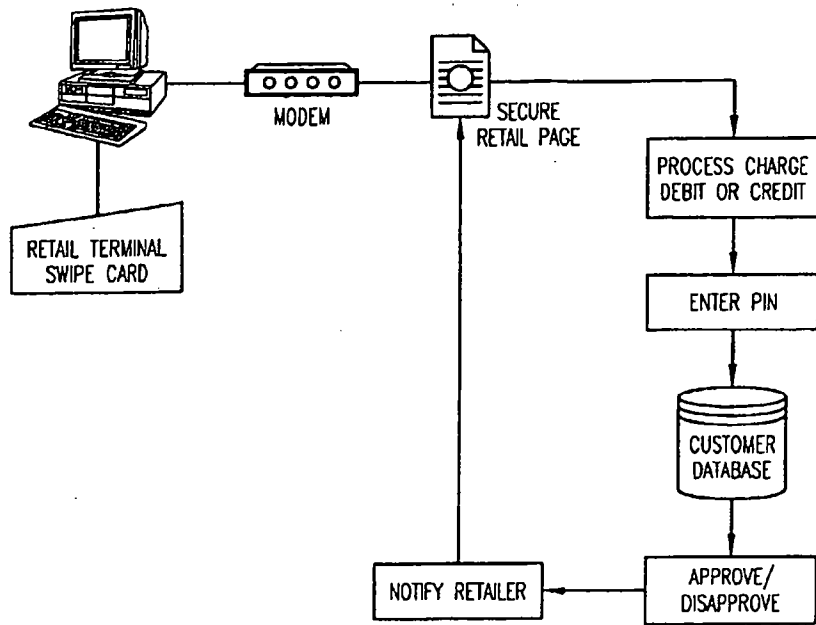 MODEM
SECURE
RETAIL PAGE
RETAIL TERMINAL
SWIPE CARD
PROCESS CHARGE
DEBIT OR CREDIT
ENTER PIN
CUSTOMER
DATABASE
APPROVE/
DISAPPROVE
NOTIFY RETAILER